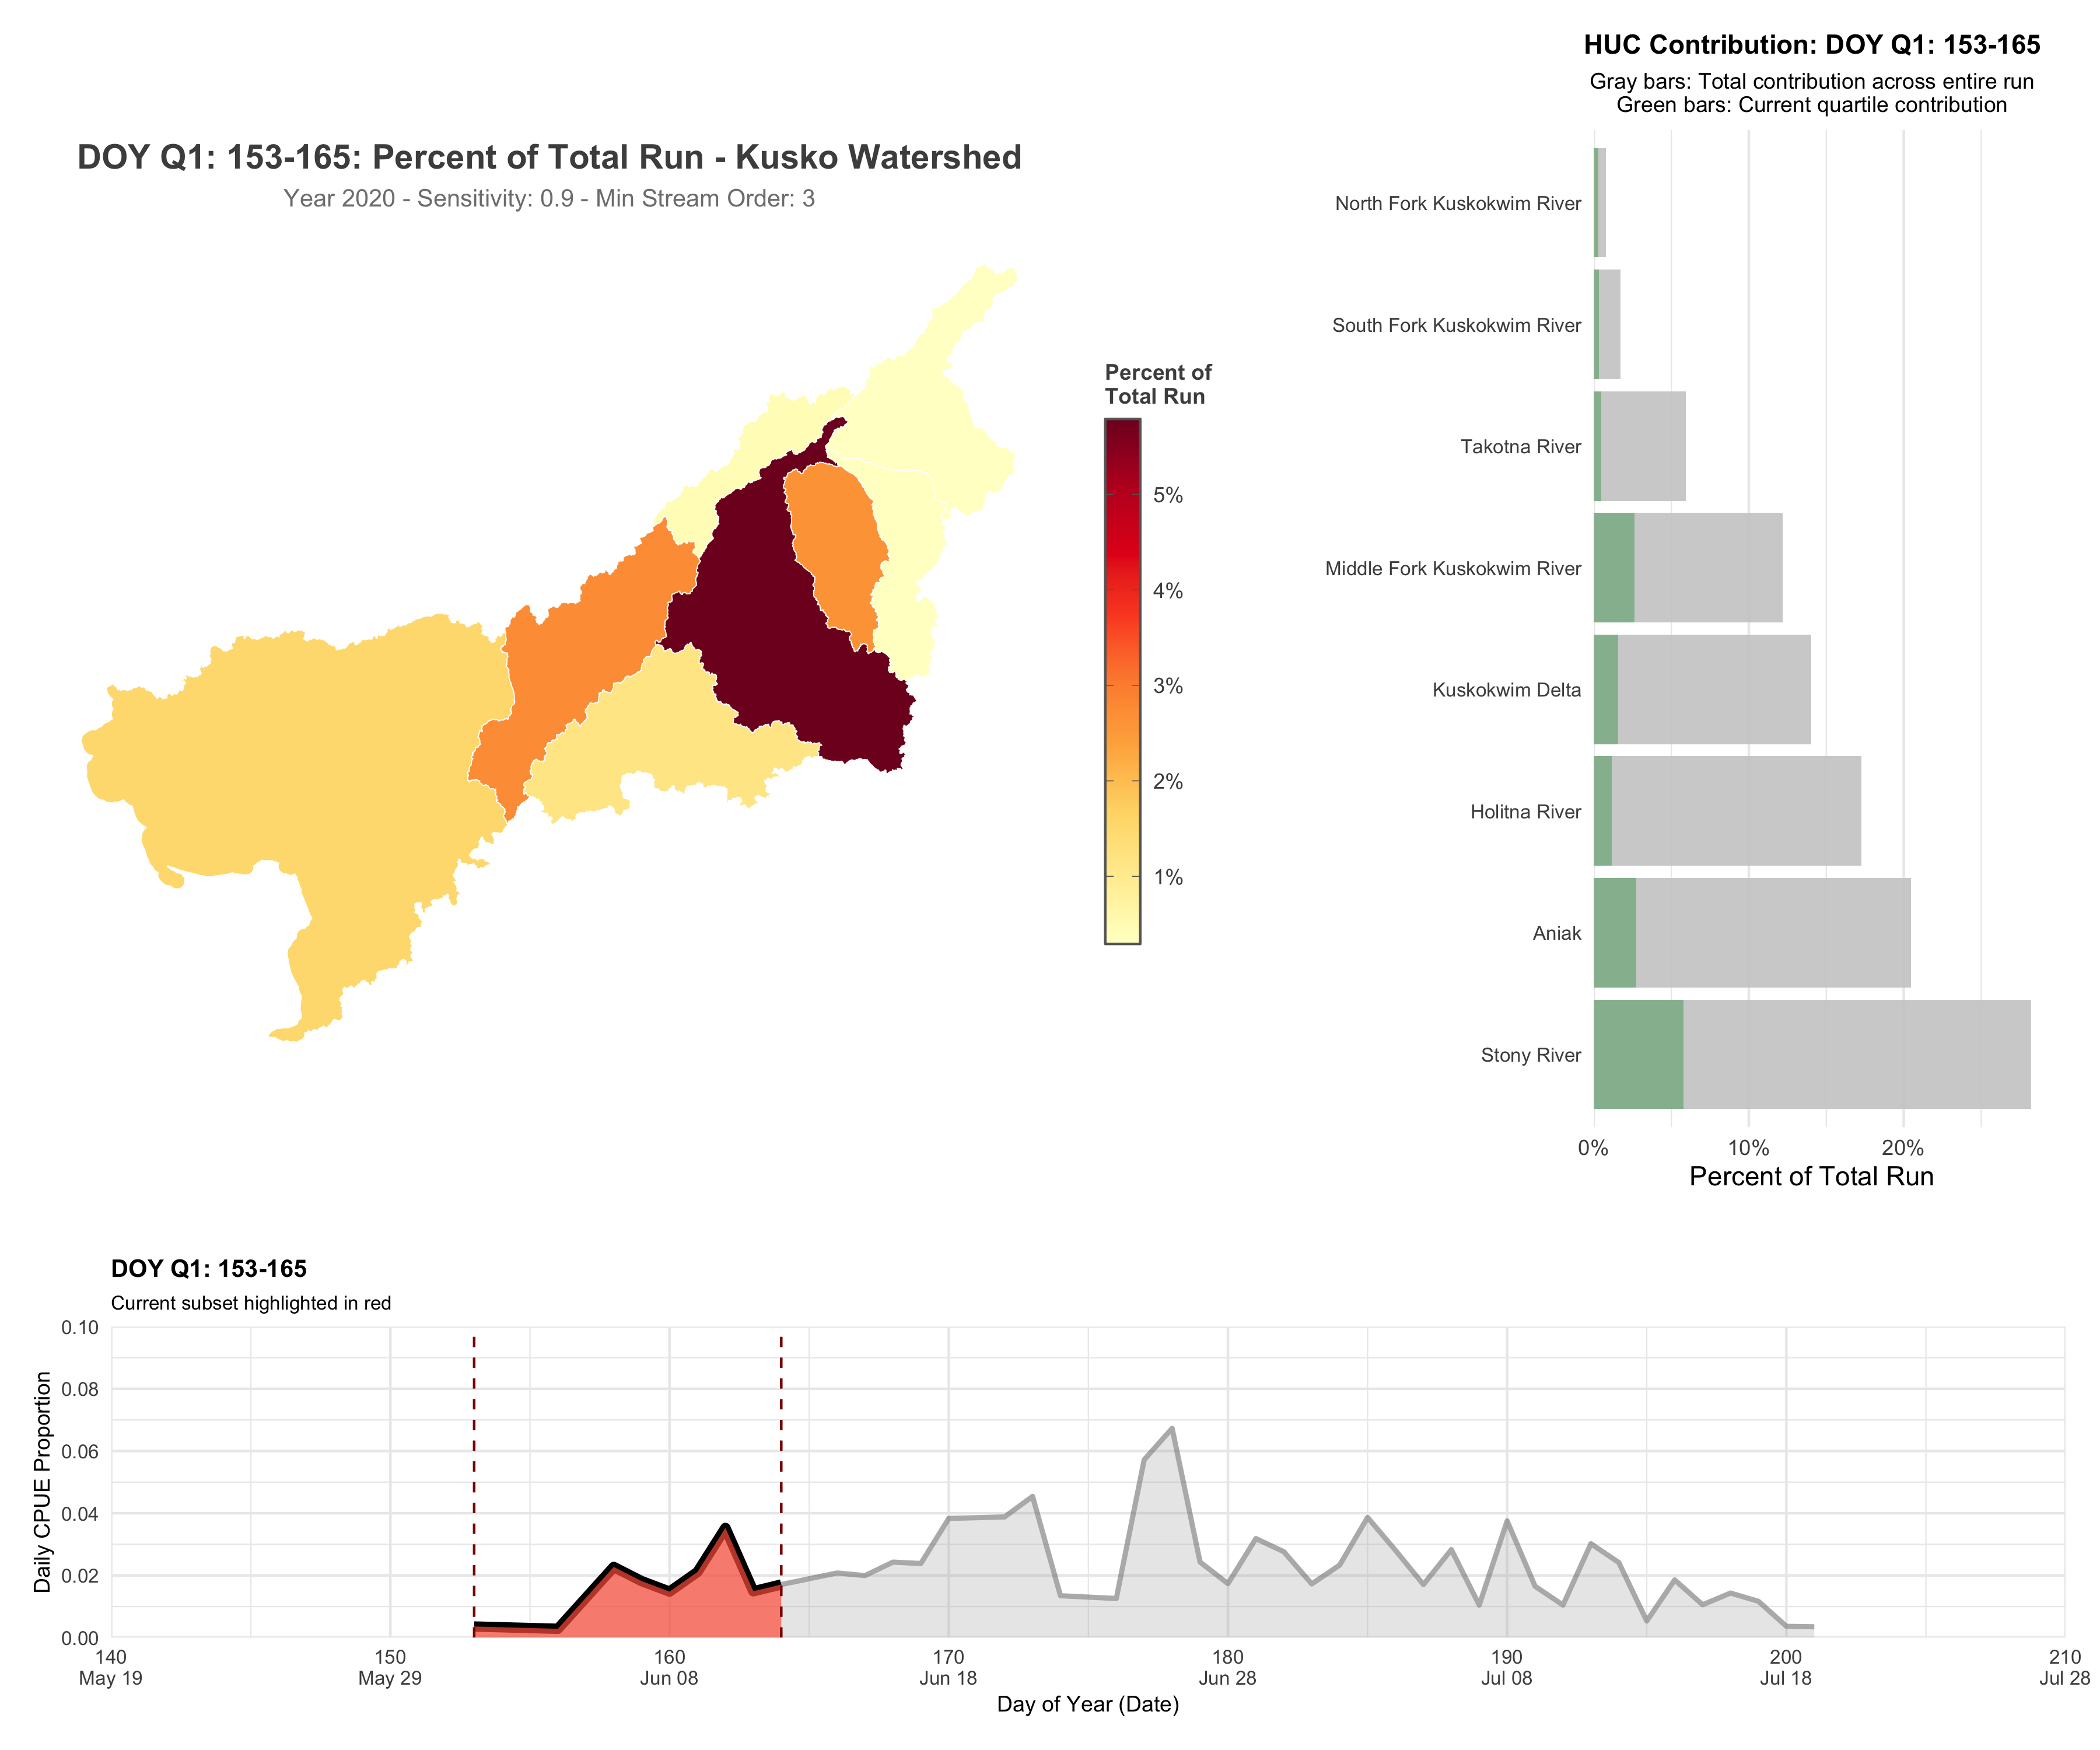 HUC Contribution: DOY Q1: 153-165
Gray bars: Total contribution across entire run
Green bars: Current quartile contribution
DOY Q1: 153-165: Percent of Total Run - Kusko Watershed
Year 2020 - Sensitivity: 0.9 - Min Stream Order: 3
Percent of
Total Run
5%
4%
3%
2%
1%
North Fork Kuskokwim River
South Fork Kuskokwim River
Takotna River
Middle Fork Kuskokwim River
Kuskokwim Delta
Holitna River
Aniak
Stony River
0% 10% 20%
Percent of Total Run
DOY Q1: 153-165
Current subset highlighted in red
Daily CPUE Proportion
0.10
0.08
0.06
0.04
0.02
0.00
140 150 160 170 180 190 200 210
May 19 May 29 Jun 08 Jun 18 Jun 28 Jul 08 Jul 18 Jul 28
Day of Year (Date)